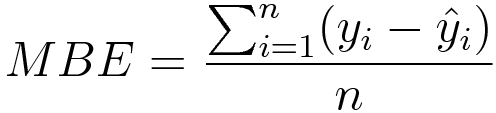 MBE = \frac{\sum_{i=1}^{n}(y_i - \hat{y}_i)}{n}